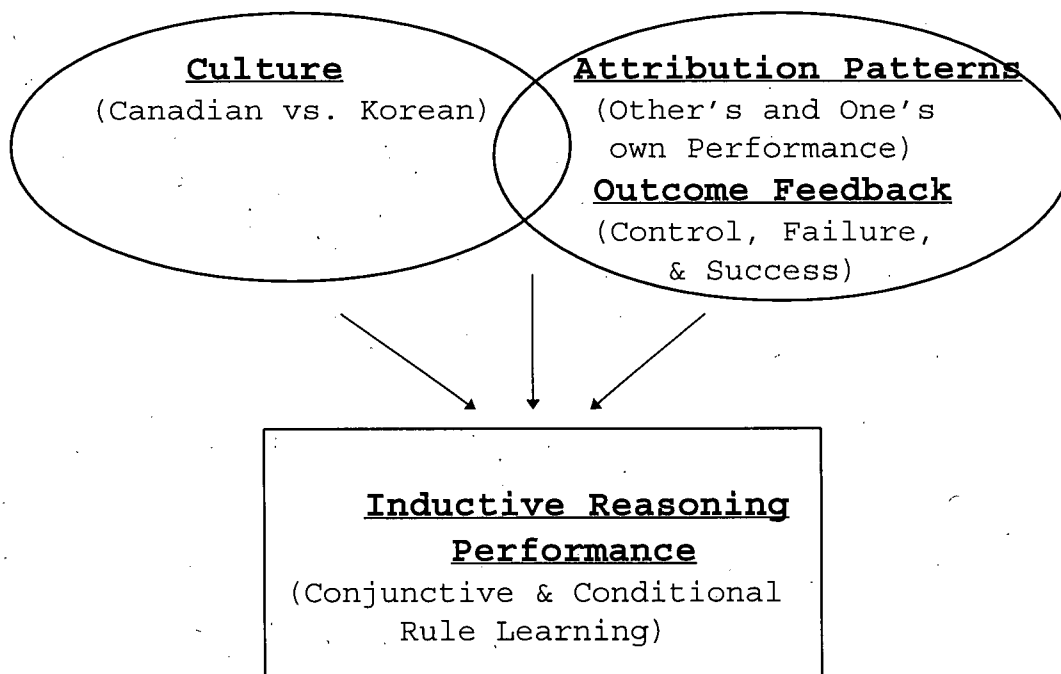 Culture
(Canadian vs. Korean)
Attribution Patterns
(Other's and One's
own Performance)
Outcome Feedback
(Control, Failure,
& Success)
Inductive Reasoning
Performance
(Conjunctive & Conditional
Rule Learning)